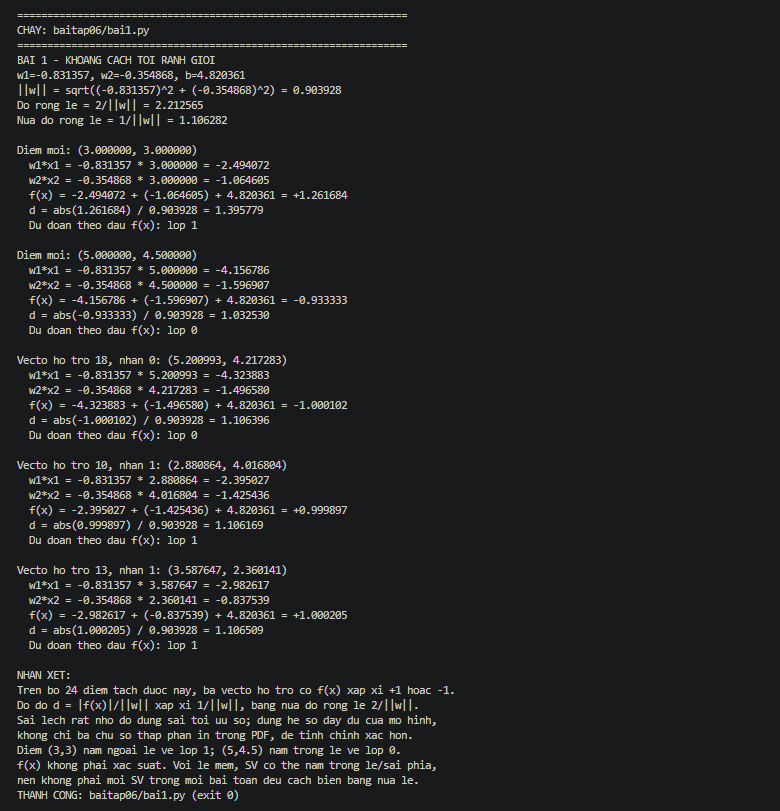 =================================================================
CHAY: baitap06/bai1.py
=================================================================
BAI 1 - KHOANG CACH TOI RANH GIOI
w1=-0.831357, w2=-0.354868, b=4.820361
||w|| = sqrt((-0.831357)^2 + (-0.354868)^2) = 0.903928
Do rong le = 2/||w|| = 2.212565
Nua do rong le = 1/||w|| = 1.106282
Diem moi: (3.000000, 3.000000)
w1*x1 = -0.831357 * 3.000000 = -2.494072
w2*x2 = -0.354868 * 3.000000 = -1.064605
f(x) = -2.494072 + (-1.064605) + 4.820361 = +1.261684
d = abs(1.261684) / 0.903928 = 1.395779
Du doan theo dau f(x): lop 1
Diem moi: (5.000000, 4.500000)
w1*x1 = -0.831357 * 5.000000 = -4.156786
w2*x2 = -0.354868 * 4.500000 = -1.596907
f(x) = -4.156786 + (-1.596907) + 4.820361 = -0.933333
d = abs(-0.933333) / 0.903928 = 1.032530
Du doan theo dau f(x): lop 0
Vecto ho tro 18, nhan 0: (5.200993, 4.217283)
w1*x1 = -0.831357 * 5.200993 = -4.323883
w2*x2 = -0.354868 * 4.217283 = -1.496580
f(x) = -4.323883 + (-1.496580) + 4.820361 = -1.000102
d = abs(-1.000102) / 0.903928 = 1.106396
Du doan theo dau f(x): lop 0
Vecto ho tro 10, nhan 1: (2.880864, 4.016804)
w1*x1 = -0.831357 * 2.880864 = -2.395027
w2*x2 = -0.354868 * 4.016804 = -1.425436
f(x) = -2.395027 + (-1.425436) + 4.820361 = +0.999897
d = abs(0.999897) / 0.903928 = 1.106169
Du doan theo dau f(x): lop 1
Vecto ho tro 13, nhan 1: (3.587647, 2.360141)
w1*x1 = -0.831357 * 3.587647 = -2.982617
w2*x2 = -0.354868 * 2.360141 = -0.837539
f(x) = -2.982617 + (-0.837539) + 4.820361 = +1.000205
d = abs(1.000205) / 0.903928 = 1.106509
Du doan theo dau f(x): lop 1
NHAN XET:
Tren bo 24 diem tach duoc nay, ba vecto ho tro co f(x) xap xi +1 hoac -1.
Do do d = |f(x)|/||w|| xap xi 1/||w||, bang nua do rong le 2/||w||.
Sai lech rat nho do dung sai toi uu so; dung he so day du cua mo hinh,
khong chi ba chu so thap phan in trong PDF, de tinh chinh xac hon.
Diem (3,3) nam ngoai le ve lop 1; (5,4.5) nam trong le ve lop 0.
f(x) khong phai xac suat. Voi le mem, SV co the nam trong le/sai phia,
nen khong phai moi SV trong moi bai toan deu cach bien bang nua le.
THANH CONG: baitap06/bai1.py (exit 0)